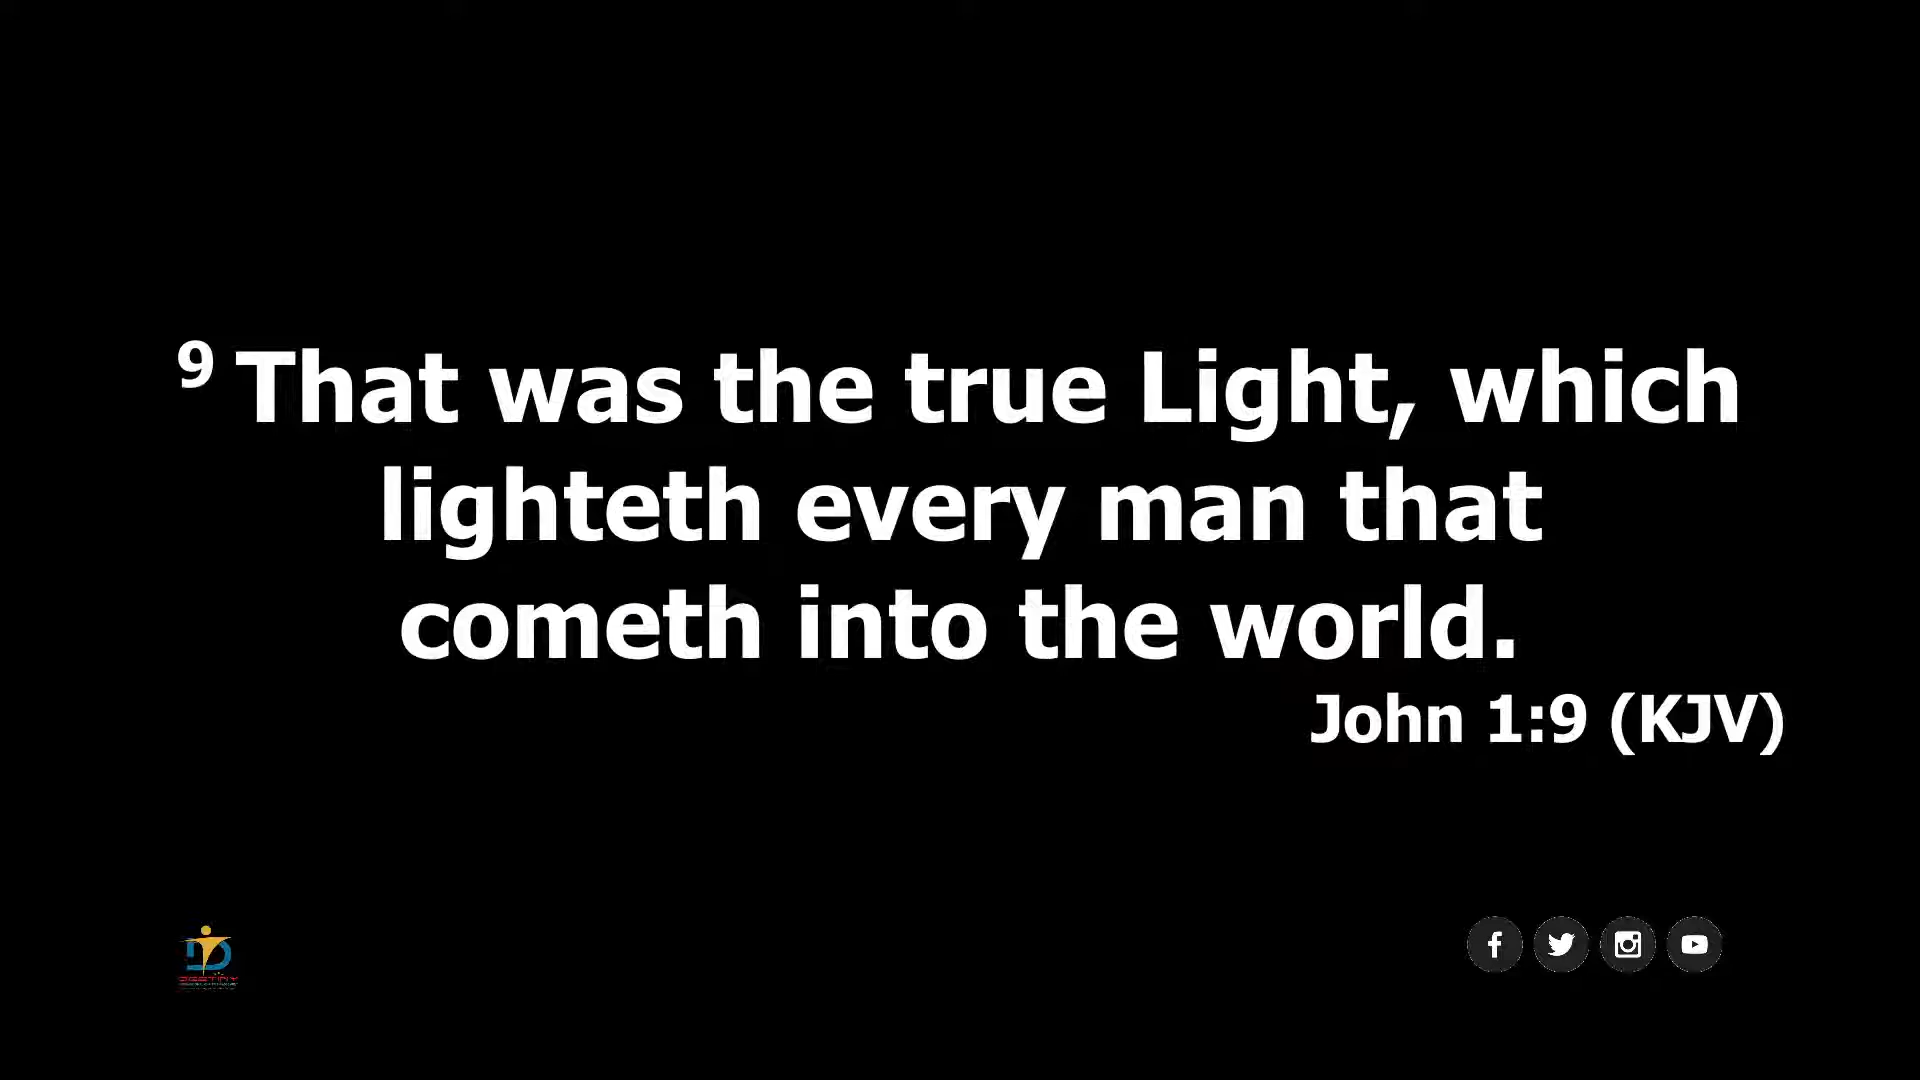 9 That was the true Light, which
lighteth every man that
cometh into the world.
John 1:9 (KJV)
DESTINY